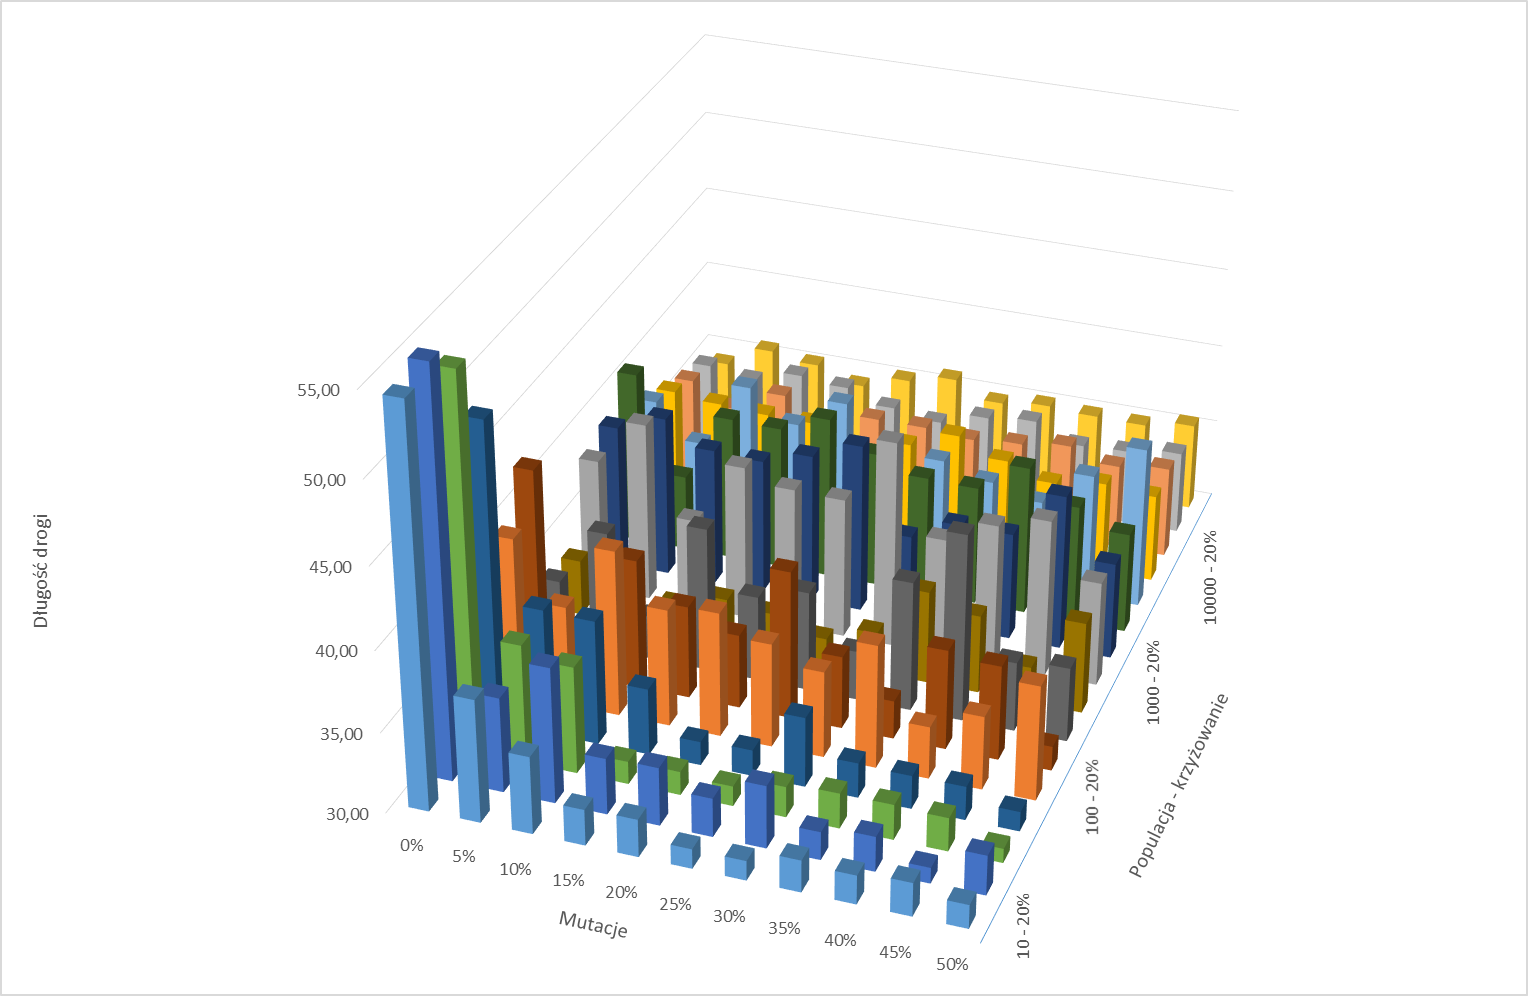 55,00
50,00
45,00
40,00
35,00
30,00
Długość drogi
0%
5%
10%
15%
20%
25%
30%
35%
40%
45%
50%
Mutacje
10 - 20%
100 - 20%
1000 - 20%
10000 - 20%
Populacja - krzyżowanie